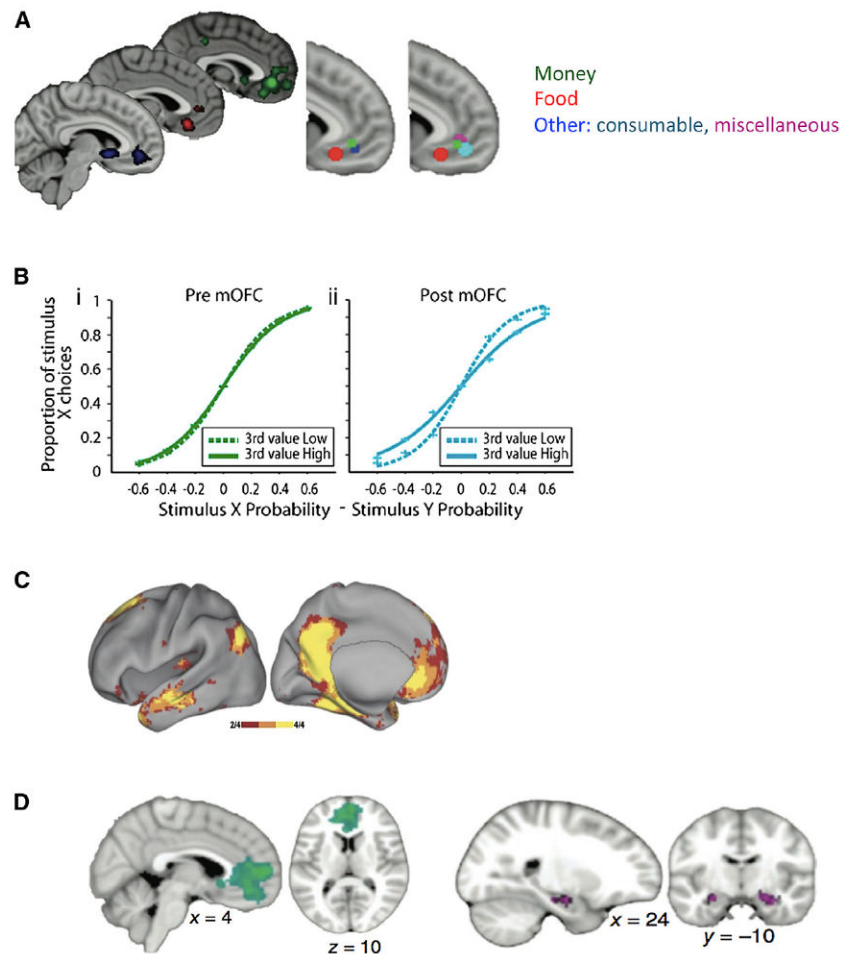 A
Money
Food
Other: consumable, miscellaneous
B
i
Pre mOFC
ii
Post mOFC
Proportion of stimulus
X choices
1
0.8
0.6
0.4
0.2
0
3rd value Low
3rd value High
3rd value Low
3rd value High
-0.6 -0.4 -0.2 0 0.2 0.4 0.6
-0.6 -0.4 -0.2 0 0.2 0.4 0.6
Stimulus X Probability - Stimulus Y Probability
C
2/4 4/4
D
x = 4
z = 10
x = 24
y = −10